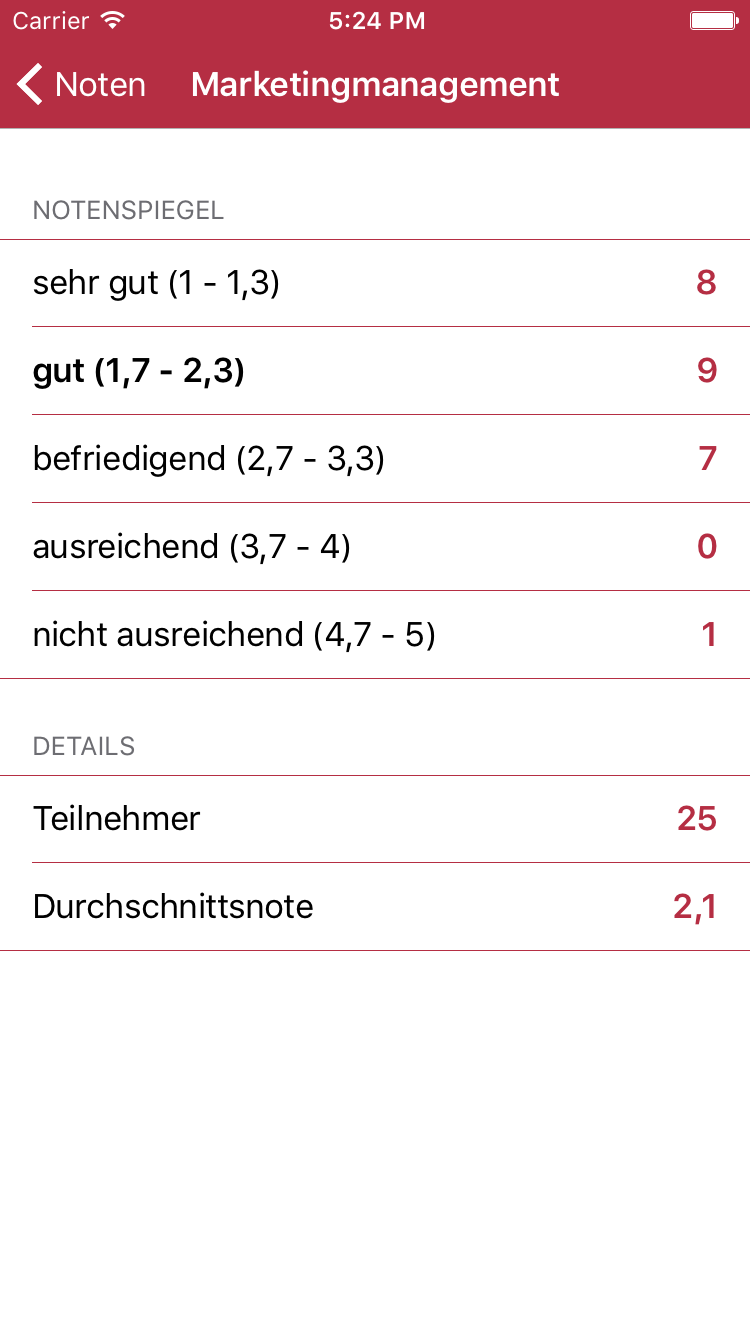 Carrier 5:24 PM
Noten Marketingmanagement
NOTENSPIEGEL
sehr gut (1 - 1,3) 8
gut (1,7 - 2,3) 9
befriedigend (2,7 - 3,3) 7
ausreichend (3,7 - 4) 0
nicht ausreichend (4,7 - 5) 1
DETAILS
Teilnehmer 25
Durchschnittsnote 2,1